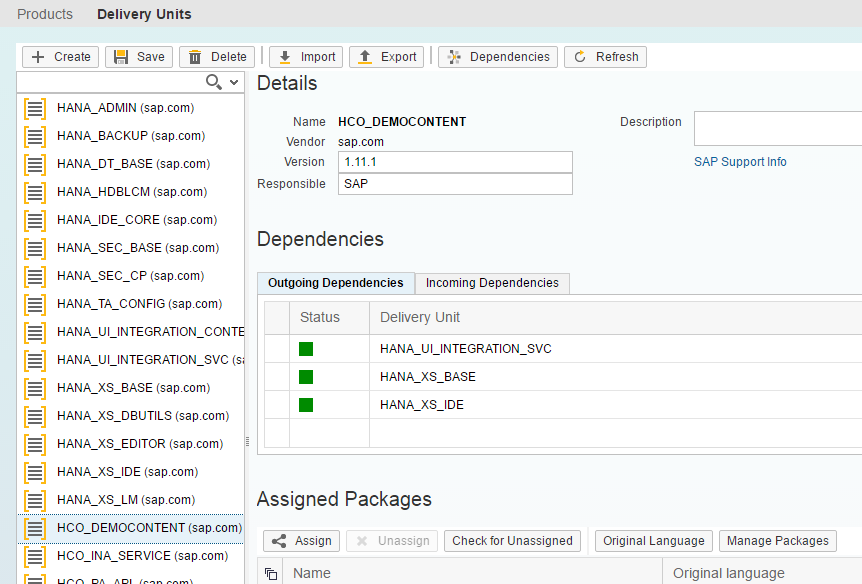 Products Delivery Units
Create Save Delete Import Export Dependencies Refresh
HANA_ADMIN (sap.com)
HANA_BACKUP (sap.com)
HANA_DT_BASE (sap.com)
HANA_HDBLCM (sap.com)
HANA_IDE_CORE (sap.com)
HANA_SEC_BASE (sap.com)
HANA_SEC_CP (sap.com)
HANA_TA_CONFIG (sap.com)
HANA_UI_INTEGRATION_CONTE
HANA_UI_INTEGRATION_SVC (sa
HANA_XS_BASE (sap.com)
HANA_XS_DBUTILS (sap.com)
HANA_XS_EDITOR (sap.com)
HANA_XS_IDE (sap.com)
HANA_XS_LM (sap.com)
HCO_DEMOCONTENT (sap.com)
HCO_INA_SERVICE (sap.com)
HCO_PA_APL (sap.com)
Details
Name HCO_DEMOCONTENT
Vendor sap.com
Version 1.11.1
Responsible SAP
Description
SAP Support Info
Dependencies
Outgoing Dependencies Incoming Dependencies
Status Delivery Unit
HANA_UI_INTEGRATION_SVC
HANA_XS_BASE
HANA_XS_IDE
Assigned Packages
Assign Unassign Check for Unassigned Original Language Manage Packages
Name Original language